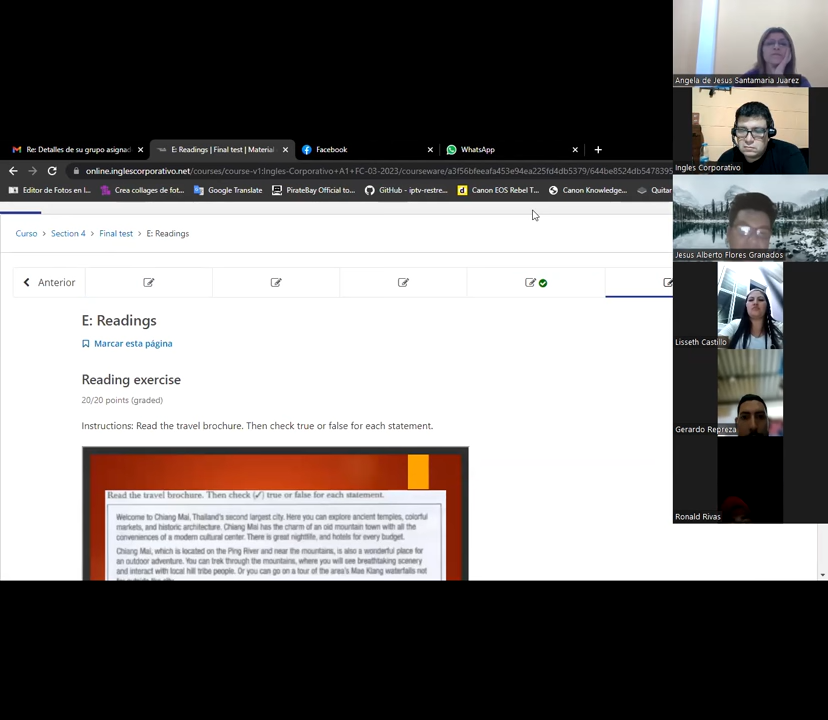 Re: Detalles de su grupo asignad
E: Readings | Final test | Material
Facebook
WhatsApp
online.inglescorporativo.net/courses/course-v1:Ingles-Corporativo+A1+FC-03-2023/courseware/a3f56bfeeafa453e94ea225fd4db5379/644be8524db5478395
Editor de Fotos en l...
Crea collages de fot...
Google Translate
PirateBay Official to...
GitHub - iptv-restre...
Canon EOS Rebel T...
Canon Knowledge...
Quitar
Curso > Section 4 > Final test > E: Readings
Anterior
E: Readings
Marcar esta página
Reading exercise
20/20 points (graded)
Instructions: Read the travel brochure. Then check true or false for each statement.
Read the travel brochure. Then check (✓) true or false for each statement.
Welcome to Chiang Mai, Thailand's second largest city. Here you can explore ancient temples, colorful
markets, and historic architecture. Chiang Mai has the charm of an old mountain town with all the
conveniences of a modern cultural center. There is great nightlife, and hotels for every budget.
Chiang Mai, which is located on the Ping River and near the mountains, is also a wonderful place for
an outdoor adventure. You can trek through the mountains, where you will see breathtaking scenery
and interact with local hill tribe people. Or you can go on a tour of the area's Mae Klang waterfalls not
far outside the city.
Angela de Jesus Santamaria Juarez
Ingles Corporativo
Jesus Alberto Flores Granados
Lisseth Castillo
Gerardo Repreza
Ronald Rivas